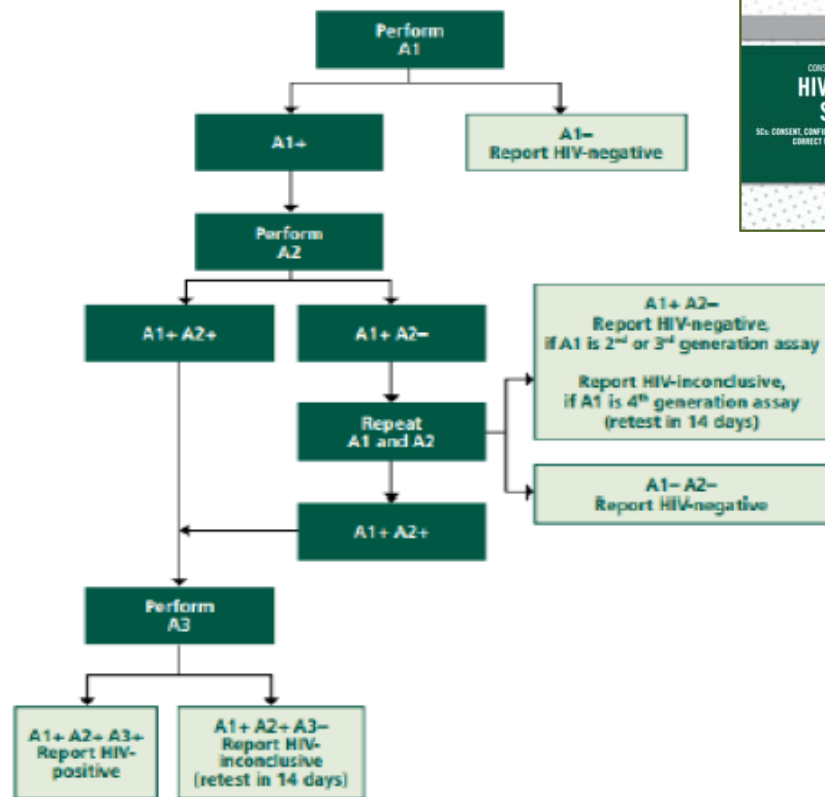 Perform
A1
A1+
A1−
Report HIV-negative
Perform
A2
A1+ A2+
A1+ A2−
Repeat
A1 and A2
A1+ A2−
Report HIV-negative,
if A1 is 2nd or 3rd generation assay
Report HIV-inconclusive,
if A1 is 4th generation assay
(retest in 14 days)
A1− A2−
Report HIV-negative
A1+ A2+
Perform
A3
A1+ A2+ A3+
Report HIV-
positive
A1+ A2+ A3−
Report HIV-
inconclusive
(retest in 14 days)
HIV
CONSENT,
CORRECT